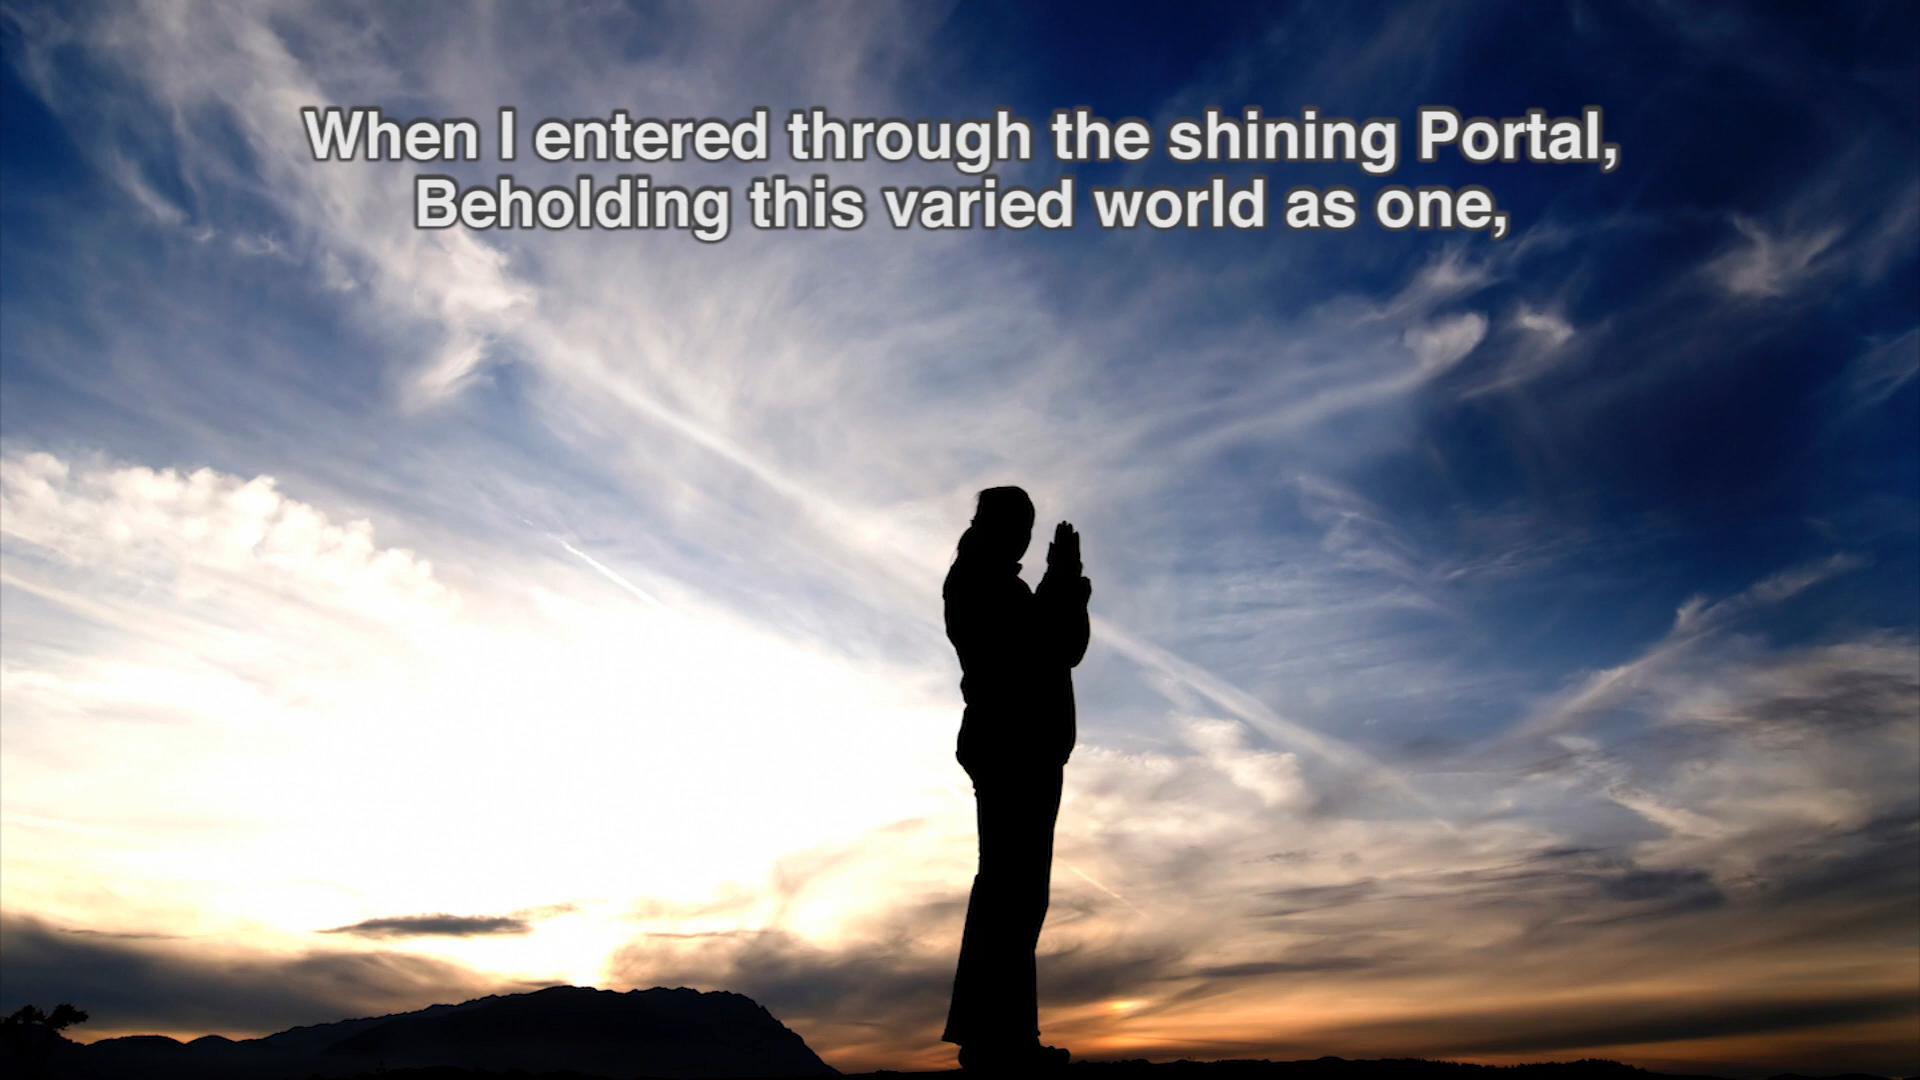 When I entered through the shining Portal,
Beholding this varied world as one,